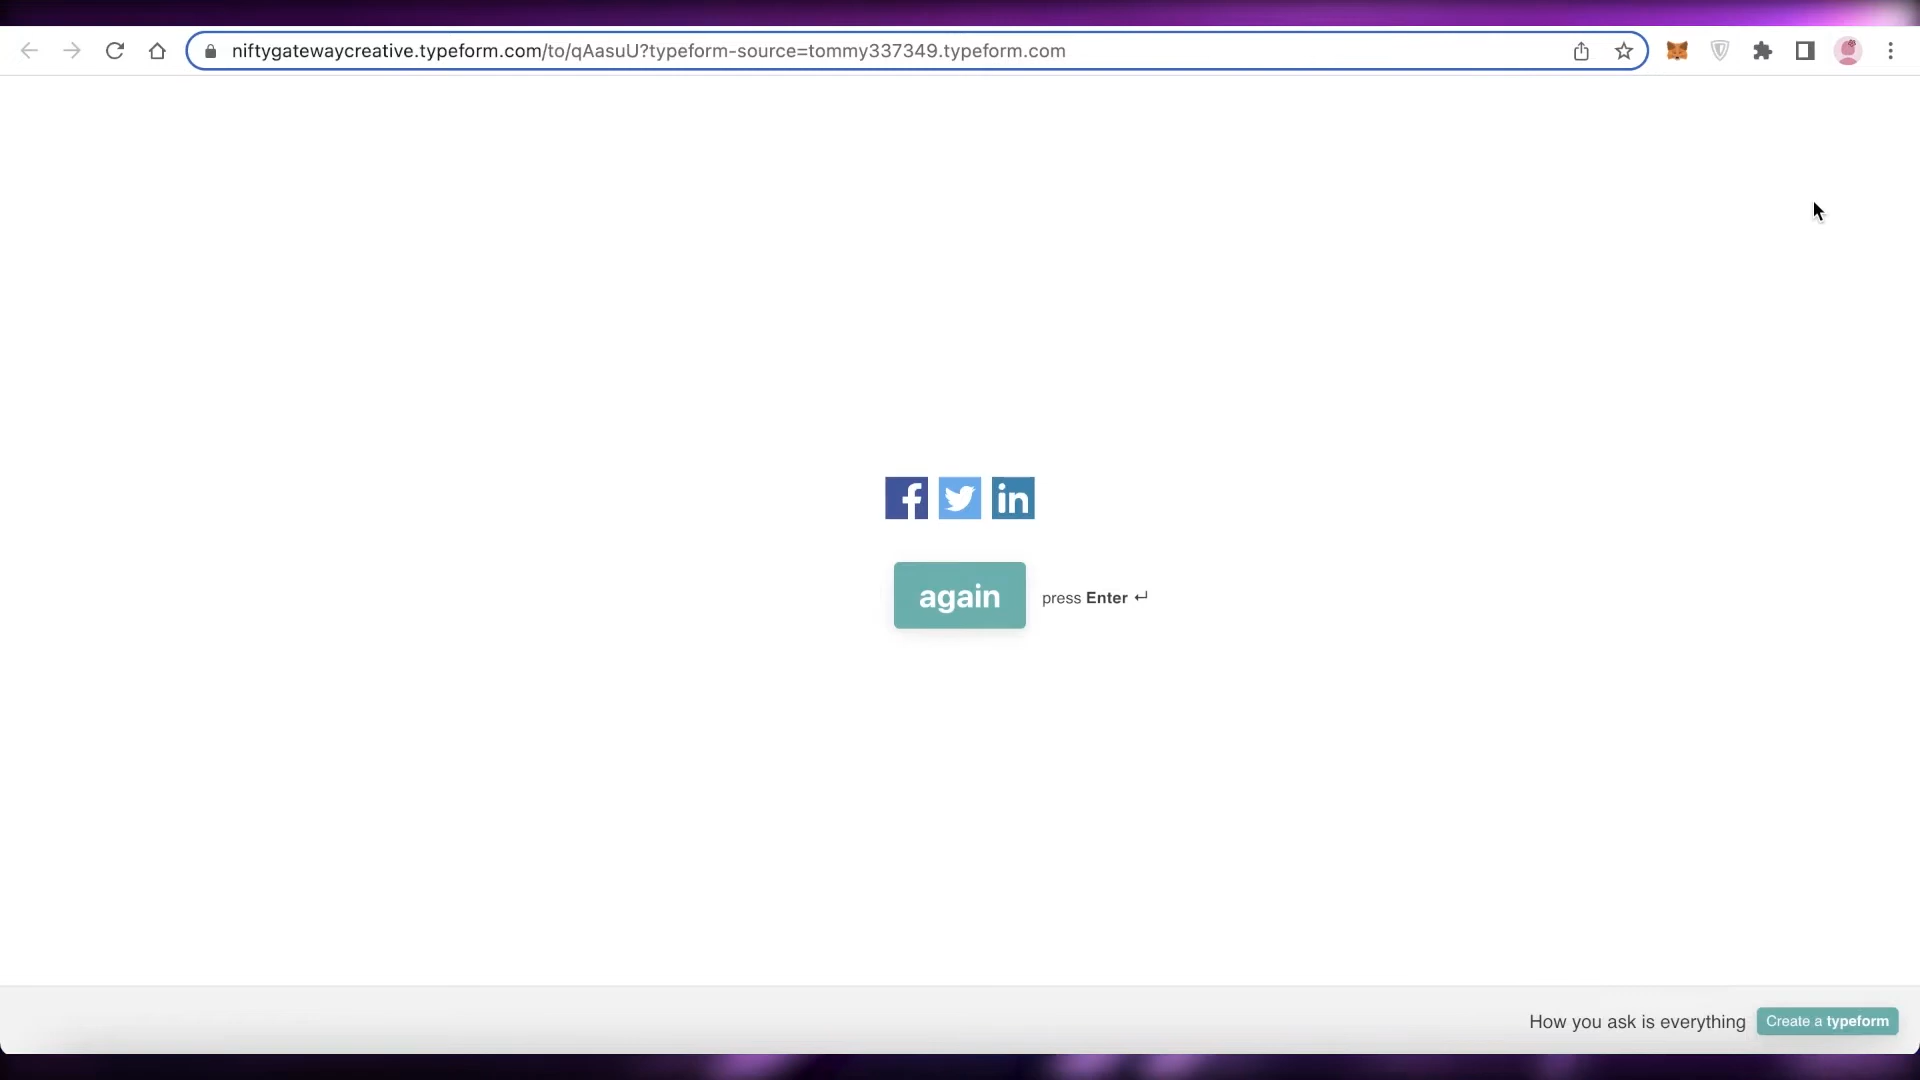 niftygatewaycreative.typeform.com/to/qAasuU?typeform-source=tommy337349.typeform.com
again
press Enter ↵
How you ask is everything
Create a typeform